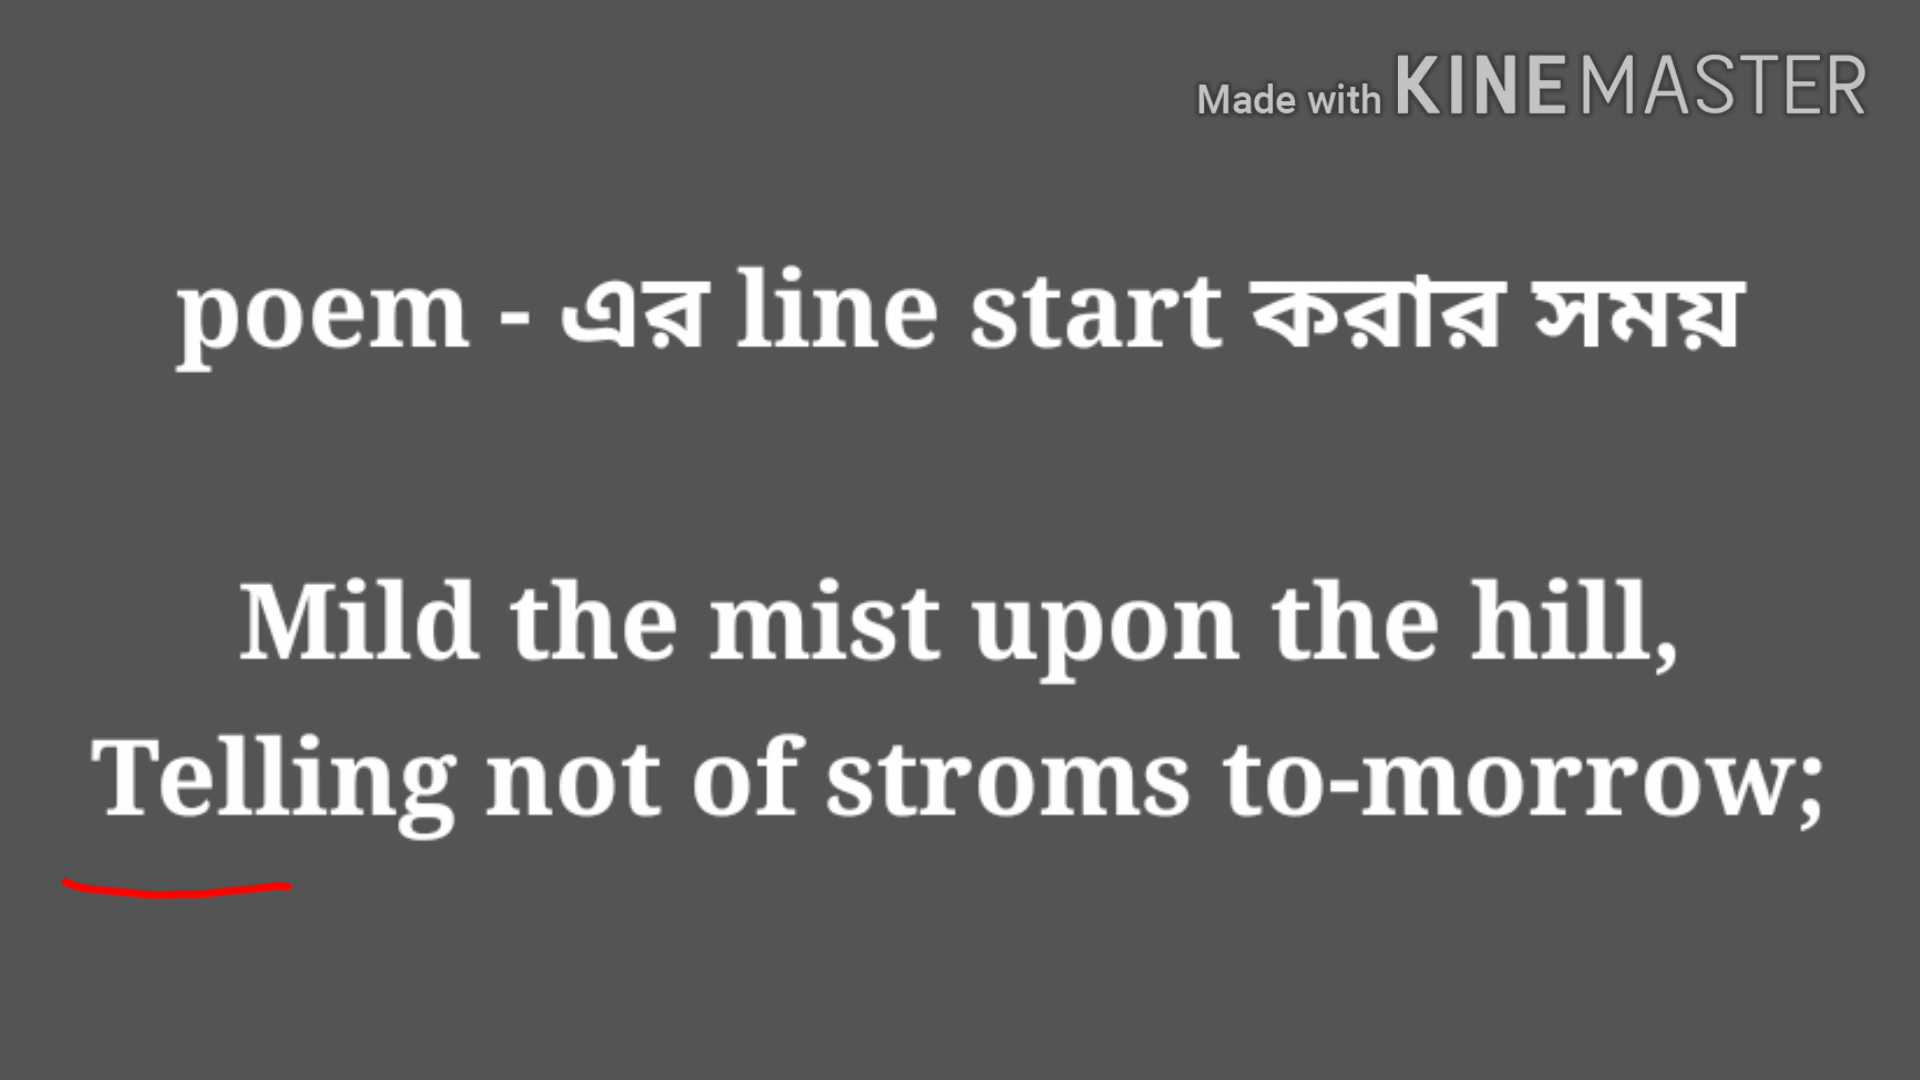 Made with KINEMASTER
poem - এর line start করার সময়
Mild the mist upon the hill,
Telling not of stroms to-morrow;